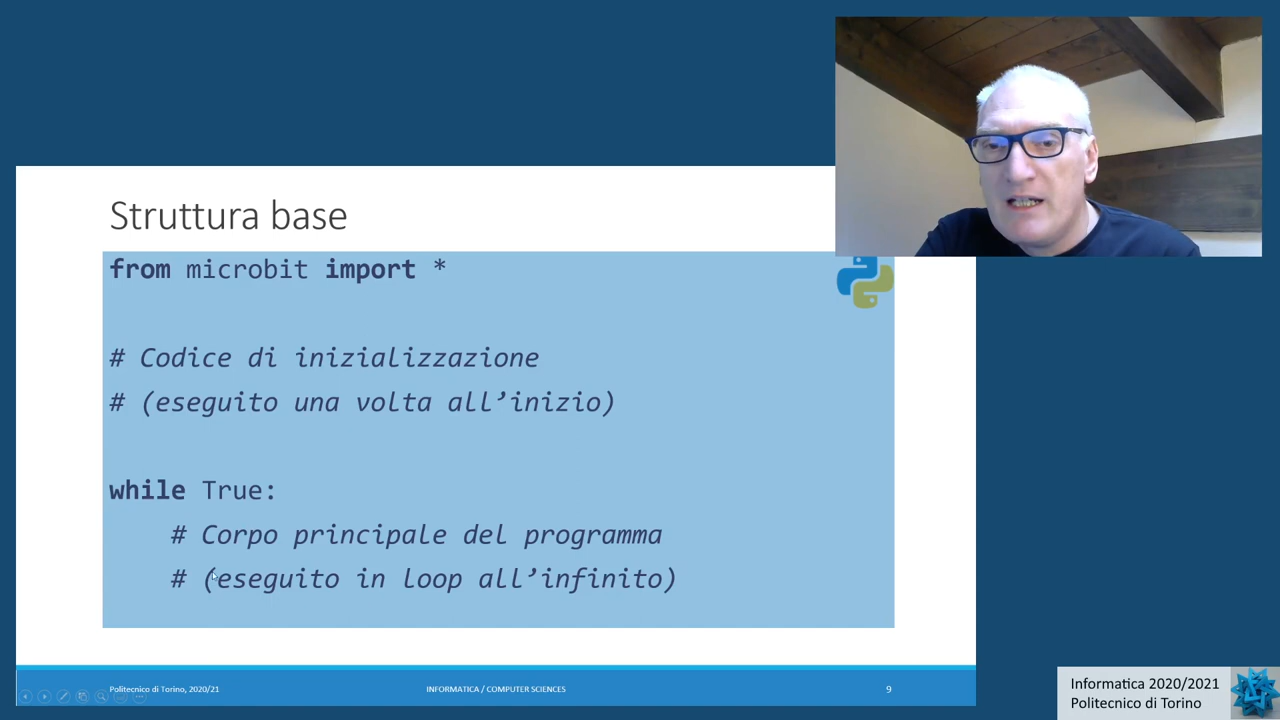 Struttura base
from microbit import *
# Codice di inizializzazione
# (eseguito una volta all’inizio)
while True:
# Corpo principale del programma
# (eseguito in loop all’infinito)
Politecnico di Torino, 2020/21
INFORMATICA / COMPUTER SCIENCES
9
Informatica 2020/2021
Politecnico di Torino